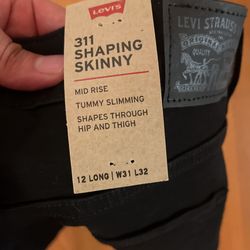 Levi's
311
SHAPING
SKINNY
MID RISE
TUMMY SLIMMING
SHAPES THROUGH
HIP AND THIGH
12 LONG | W31 L32
LEVI STRAUSS
QUALITY